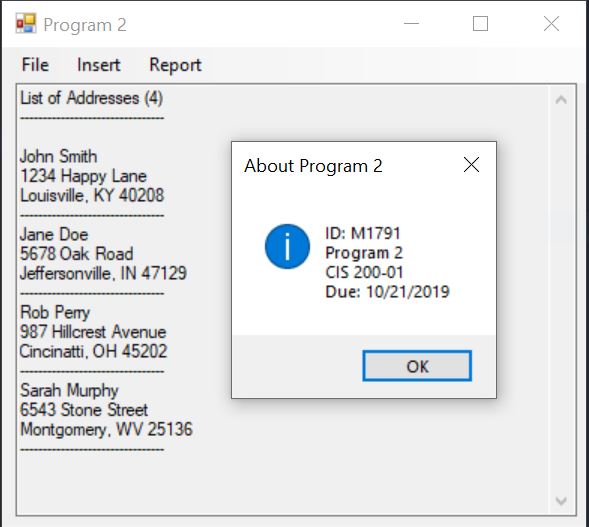 Program 2
File Insert Report
List of Addresses (4)
--------------------------------
John Smith
1234 Happy Lane
Louisville, KY 40208
--------------------------------
Jane Doe
5678 Oak Road
Jeffersonville, IN 47129
--------------------------------
Rob Perry
987 Hillcrest Avenue
Cincinatti, OH 45202
--------------------------------
Sarah Murphy
6543 Stone Street
Montgomery, WV 25136
--------------------------------
About Program 2
ID: M1791
Program 2
CIS 200-01
Due: 10/21/2019
OK